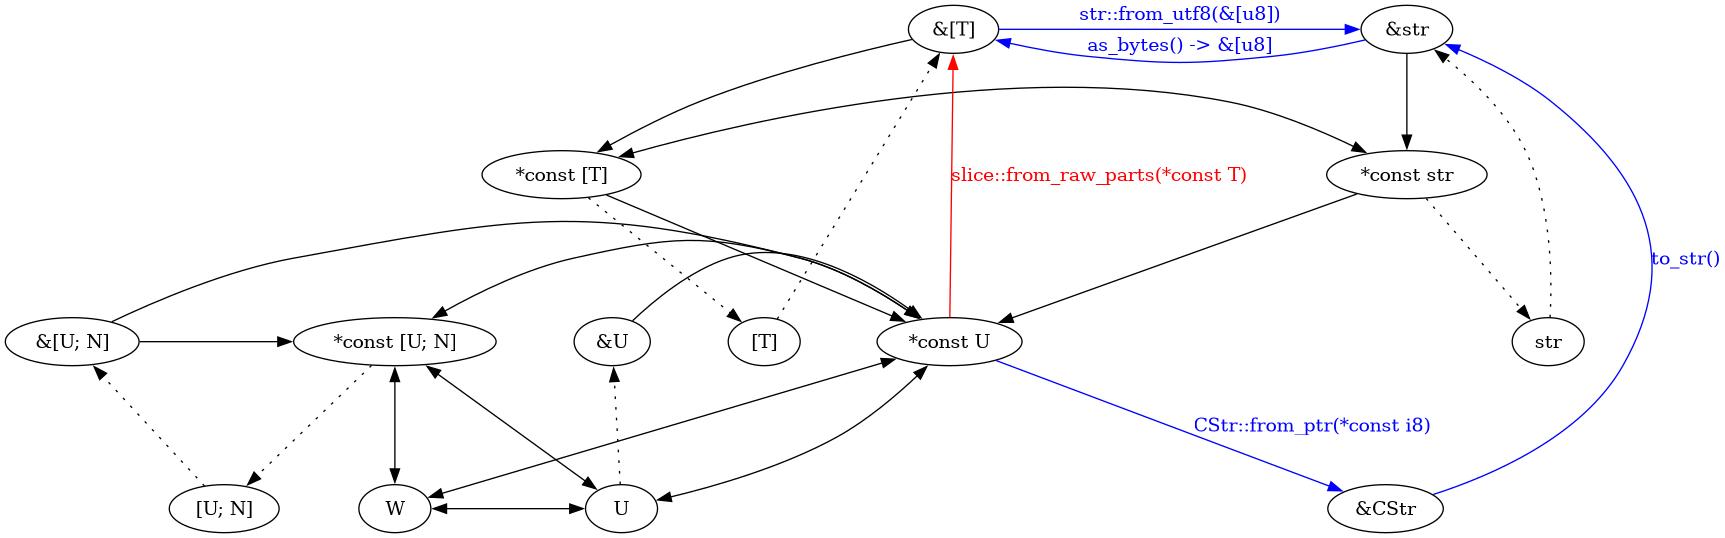 &[T]
str::from_utf8(&[u8])
&str
as_bytes() -> &[u8]
*const [T]
slice::from_raw_parts(*const T)
*const str
to_str()
&[U; N]
*const [U; N]
&U
[T]
*const U
str
CStr::from_ptr(*const i8)
[U; N]
W
U
&CStr